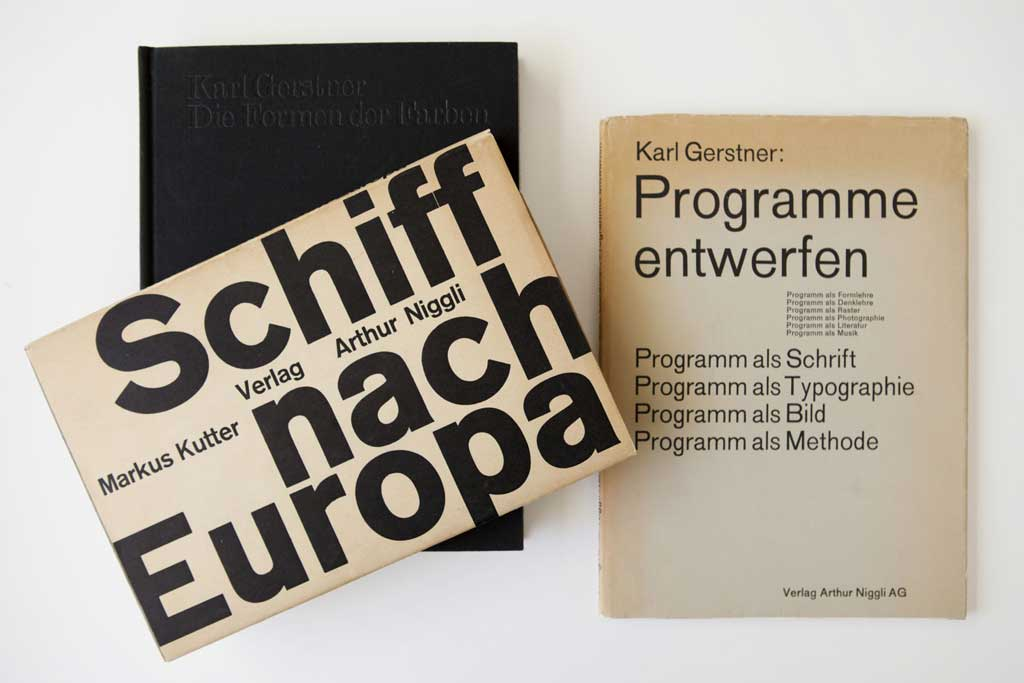 Karl Gerstner
Die Formen der Farben
Schiff
Verlag Arthur Niggli
nach
Markus Kutter
Europa
Karl Gerstner:
Programme
entwerfen
Programm als Formlehre
Programm als Denklehre
Programm als Raster
Programm als Photographie
Programm als Literatur
Programm als Musik
Programm als Schrift
Programm als Typographie
Programm als Bild
Programm als Methode
Verlag Arthur Niggli AG